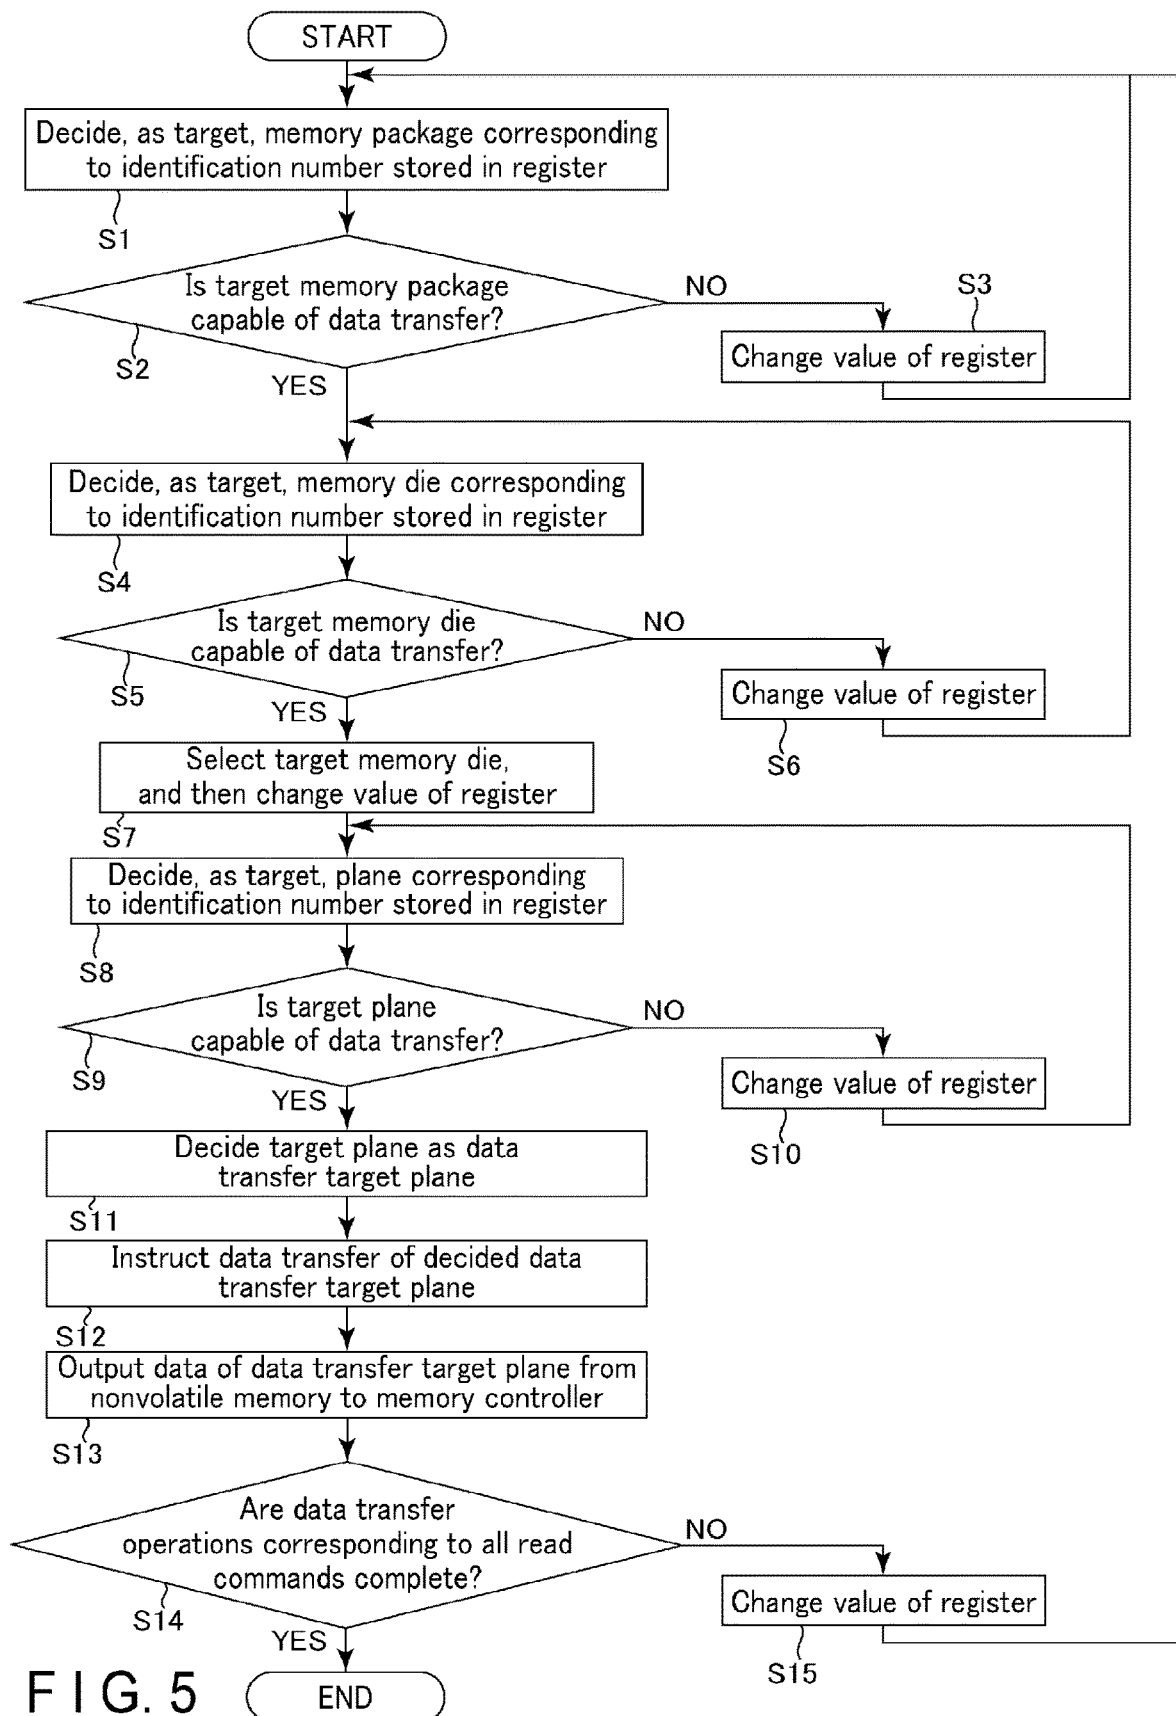 START
Decide, as target, memory package corresponding
to identification number stored in register
S1
Is target memory package
capable of data transfer?
NO
S3
S2
Change value of register
YES
Decide, as target, memory die corresponding
to identification number stored in register
S4
Is target memory die
capable of data transfer?
NO
S5
Change value of register
YES
S6
Select target memory die,
and then change value of register
S7
Decide, as target, plane corresponding
to identification number stored in register
S8
Is target plane
capable of data transfer?
NO
S9
Change value of register
YES
S10
Decide target plane as data
transfer target plane
S11
Instruct data transfer of decided data
transfer target plane
S12
Output data of data transfer target plane from
nonvolatile memory to memory controller
S13
Are data transfer
operations corresponding to all read
commands complete?
NO
S14
Change value of register
YES
S15
FIG. 5
END